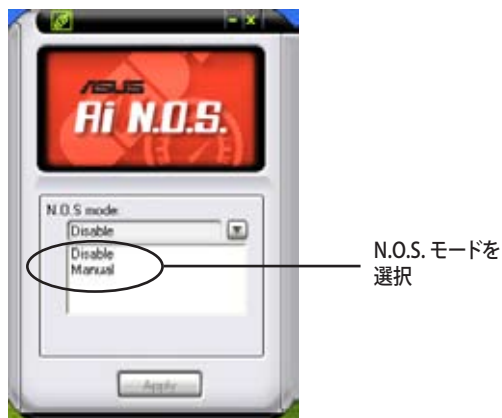 ASUS
Ai N.O.S.
N.O.S mode:
Disable
Disable
Manual
N.O.S. モードを
選択
Apply